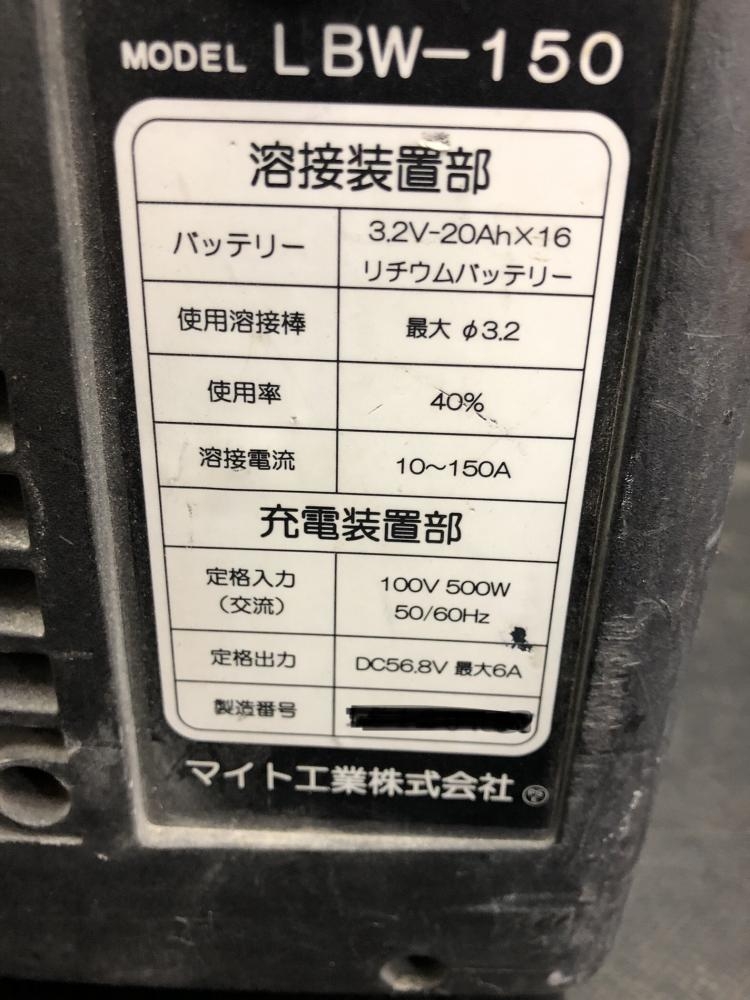 MODEL LBW-150
溶接装置部
バッテリー 3.2V-20Ah×16
リチウムバッテリー
使用溶接棒 最大 φ3.2
使用率 40%
溶接電流 10～150A
充電装置部
定格入力 100V 500W
(交流) 50/60Hz
定格出力 DC56.8V 最大6A
製造番号
マイト工業株式会社